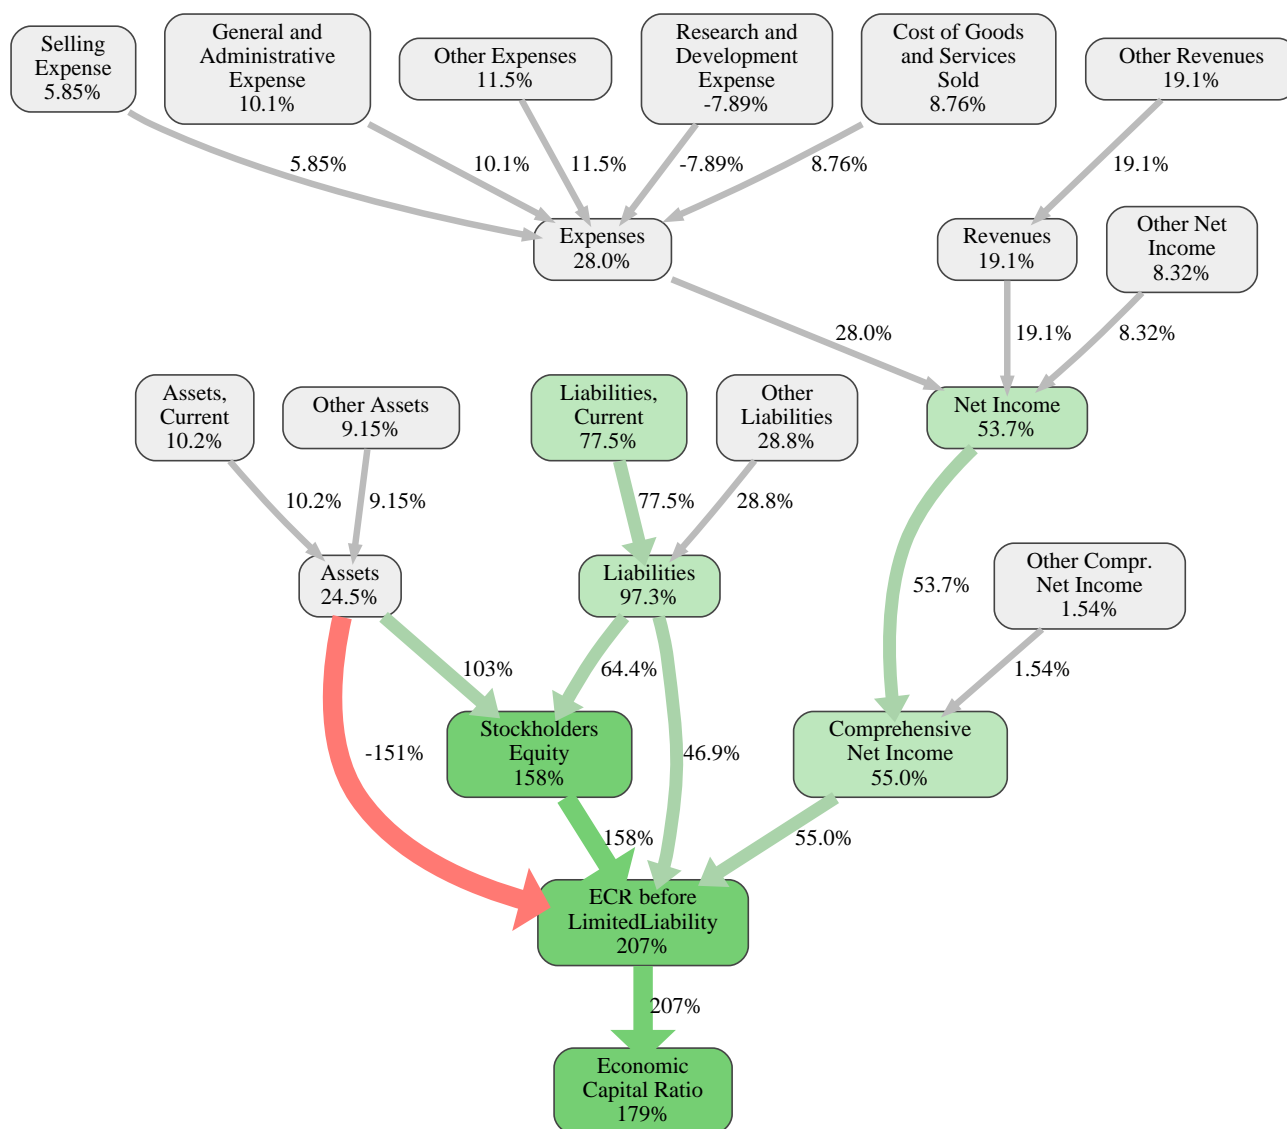 Selling
Expense
5.85%
General and
Administrative
Expense
10.1%
Other Expenses
11.5%
Research and
Development
Expense
-7.89%
Cost of Goods
and Services
Sold
8.76%
Other Revenues
19.1%
5.85%
10.1%
11.5%
-7.89%
8.76%
19.1%
Expenses
28.0%
Revenues
19.1%
Other Net
Income
8.32%
28.0%
19.1%
8.32%
Assets,
Current
10.2%
Other Assets
9.15%
Liabilities,
Current
77.5%
Other
Liabilities
28.8%
Net Income
53.7%
10.2%
9.15%
77.5%
28.8%
Assets
24.5%
Liabilities
97.3%
53.7%
Other Compr.
Net Income
1.54%
103%
64.4%
1.54%
-151%
Stockholders
Equity
158%
46.9%
Comprehensive
Net Income
55.0%
158%
55.0%
ECR before
LimitedLiability
207%
207%
Economic
Capital Ratio
179%